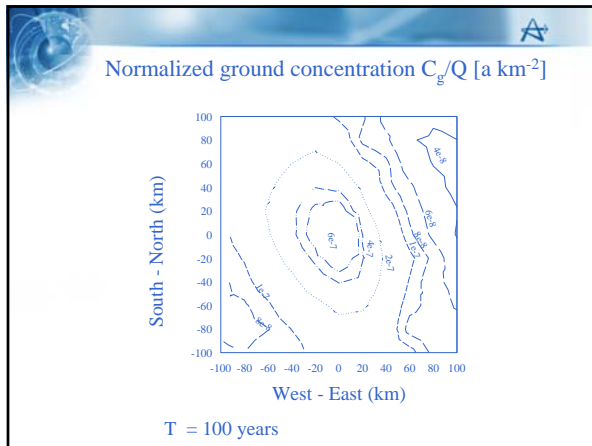 Normalized ground concentration Cg/Q [a km-2]
100
80
60
40
20
0
-20
-40
-60
-80
-100
South - North (km)
4e-8
6e-8
8e-8
1e-7
2e-7
4e-7
6e-7
1e-7
8e-8
-100 -80 -60 -40 -20 0 20 40 60 80 100
West - East (km)
T = 100 years